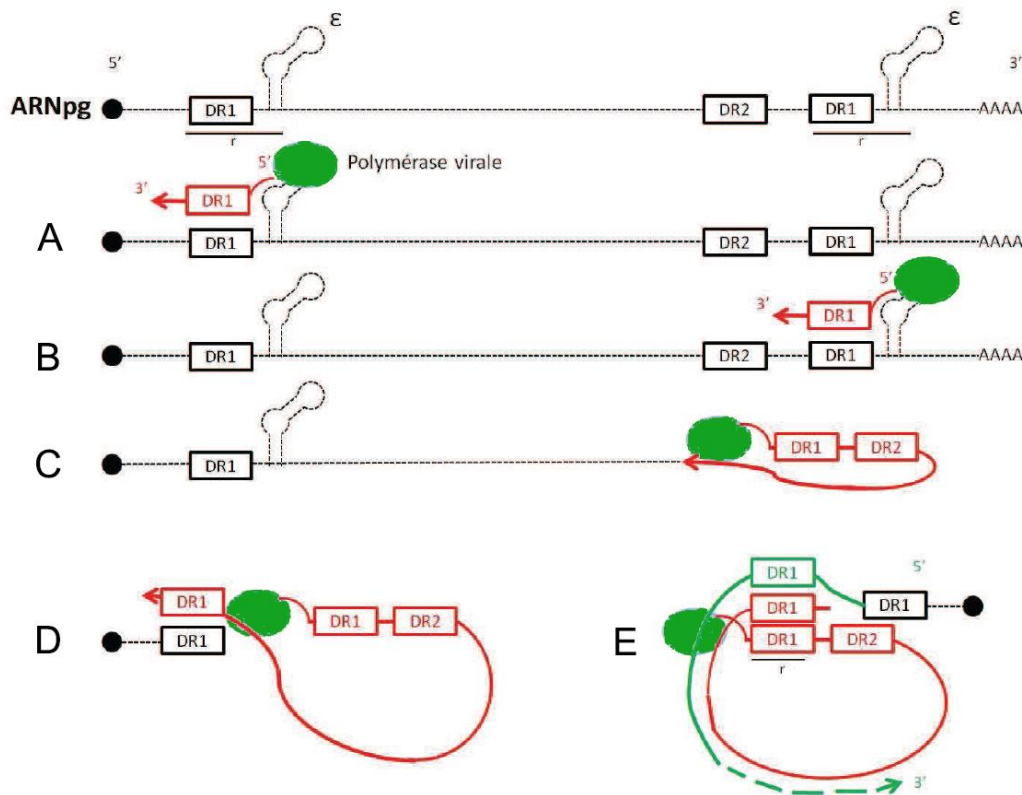 ε ε
5' 3'
ARNpg DR1 DR2 DR1 AAAA
r r
5' Polymérase virale
3' DR1
A DR1 DR2 DR1 AAAA
5'
3' DR1
B DR1 DR2 DR1 AAAA
C DR1 DR1 DR2
DR1 5'
DR1 DR1 DR2 DR1 DR1
D DR1 E DR1 DR2
r
3'